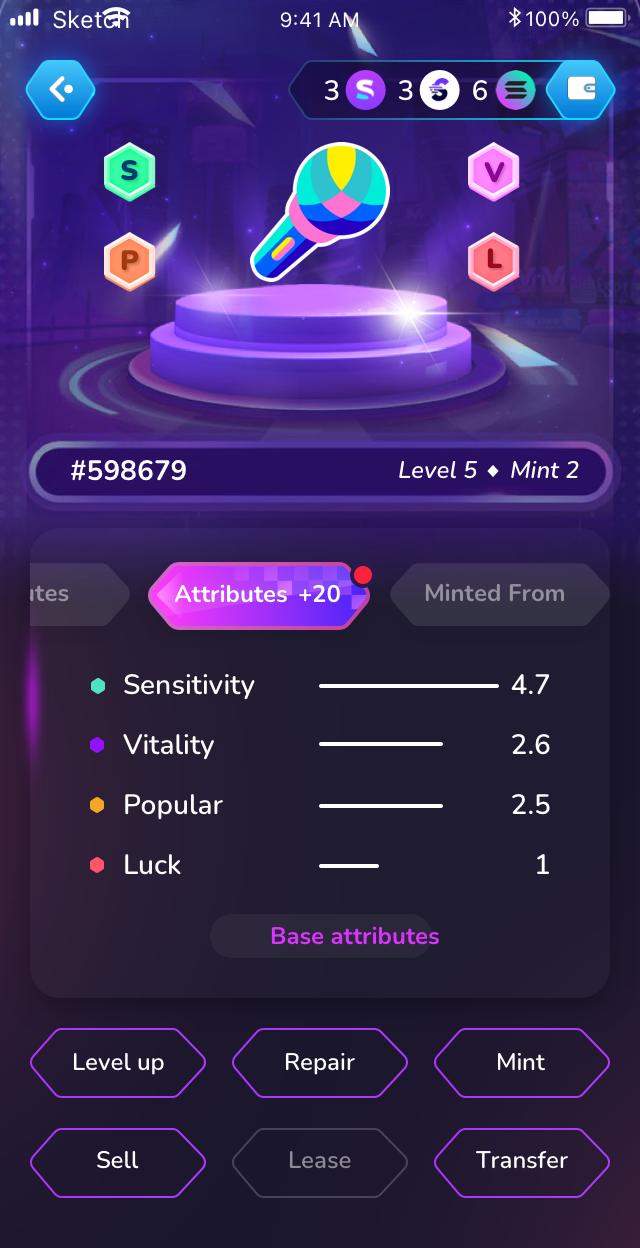 Sketch 9:41 AM 100%
3 3 6
S V
P L
#598679 Level 5 ◆ Mint 2
utes Attributes +20 Minted From
Sensitivity 4.7
Vitality 2.6
Popular 2.5
Luck 1
Base attributes
Level up Repair Mint
Sell Lease Transfer